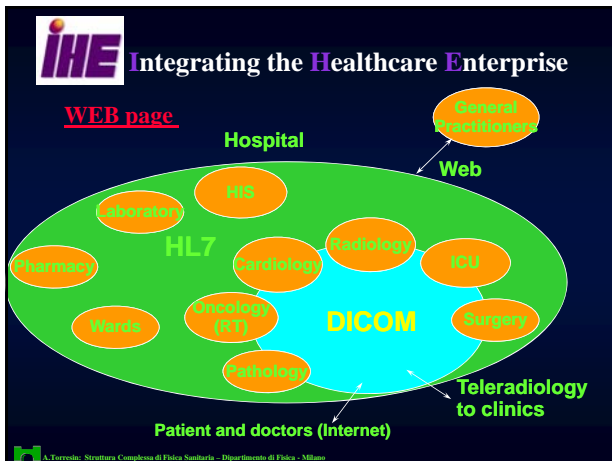 IHE
Integrating the Healthcare Enterprise
WEB page
General
Practitioners
Hospital
Web
HIS
Laboratory
HL7
Radiology
Cardiology
ICU
Pharmacy
Oncology
(RT)
DICOM
Surgery
Wards
Pathology
Teleradiology
to clinics
Patient and doctors (Internet)
A.Torresin: Struttura Complessa di Fisica Sanitaria – Dipartimento di Fisica - Milano